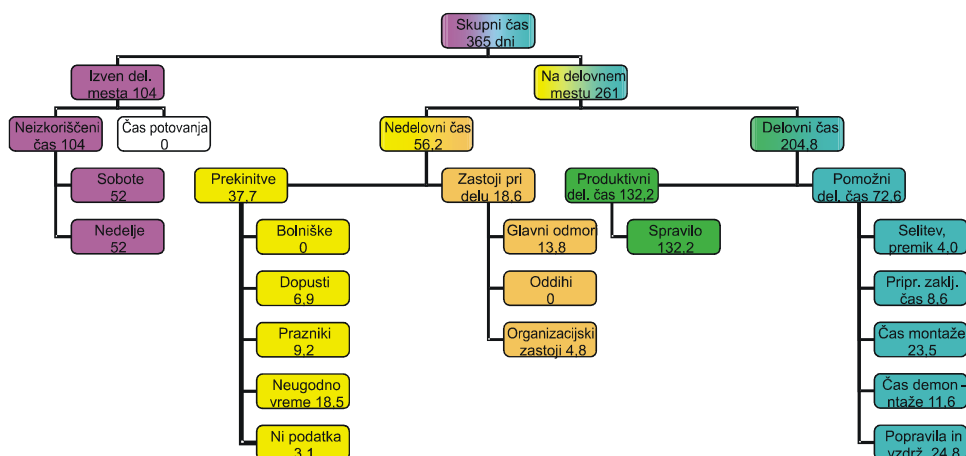 Skupni čas
365 dni
Izven del.
mesta 104
Na delovnem
mestu 261
Neizkoriščeni
čas 104
Čas potovanja
0
Nedelovni čas
56,2
Delovni čas
204,8
Sobote
52
Prekinitve
37,7
Zastoji pri
delu 18,6
Produktivni
del. čas 132,2
Pomožni
del. čas 72,6
Nedelje
52
Bolniške
0
Glavni odmor
13,8
Spravilo
132,2
Selitev,
premik 4,0
Dopusti
6,9
Oddihi
0
Pripr. zaklj.
čas 8,6
Prazniki
9,2
Organizacijski
zastoji 4,8
Čas montaže
23,5
Neugodno
vreme 18,5
Čas demon -
ntaže 11,6
Ni podatka
3,1
Popravila in
vzdrž. 24,8